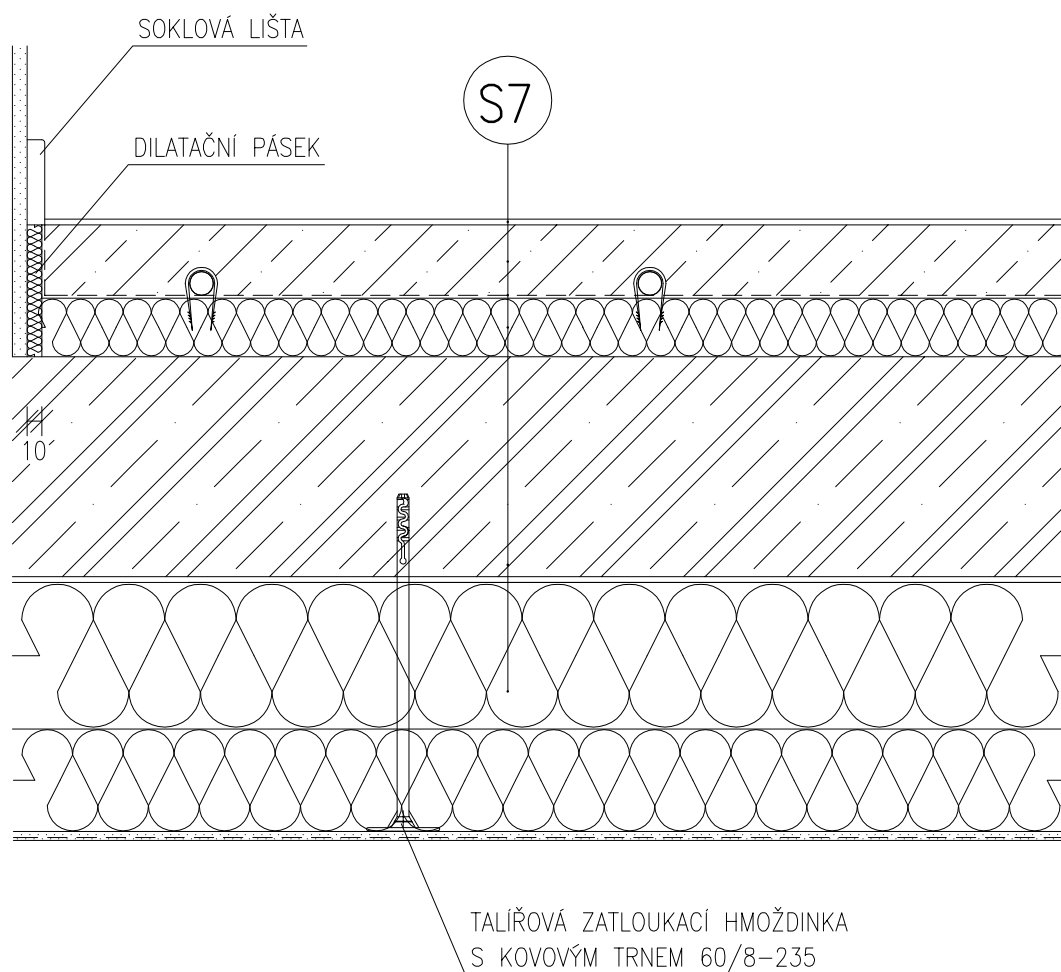 SOKLOVÁ LIŠTA
S7
DILATAČNÍ PÁSEK
10
TALÍŘOVÁ ZATLOUKACÍ HMOŽDINKA
S KOVOVÝM TRNEM 60/8-235